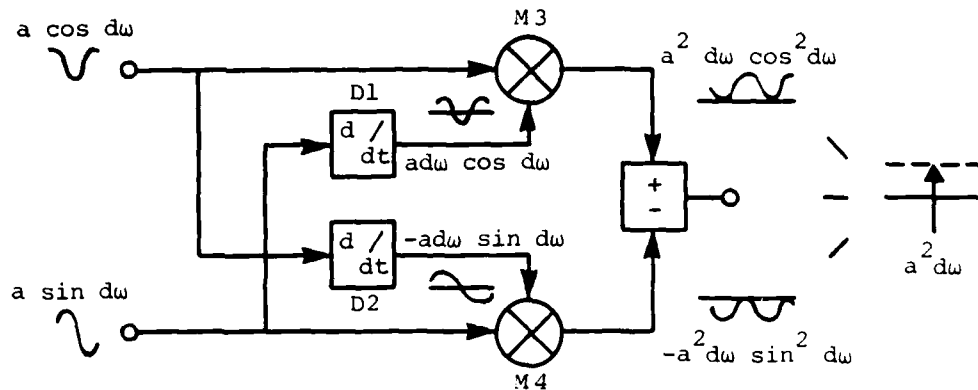 a cos dω
M3
a² dω cos² dω
D1
d / dt
adω cos dω
+
-
d / dt
-adω sin dω
D2
a sin dω
M4
a² dω
-a² dω sin² dω